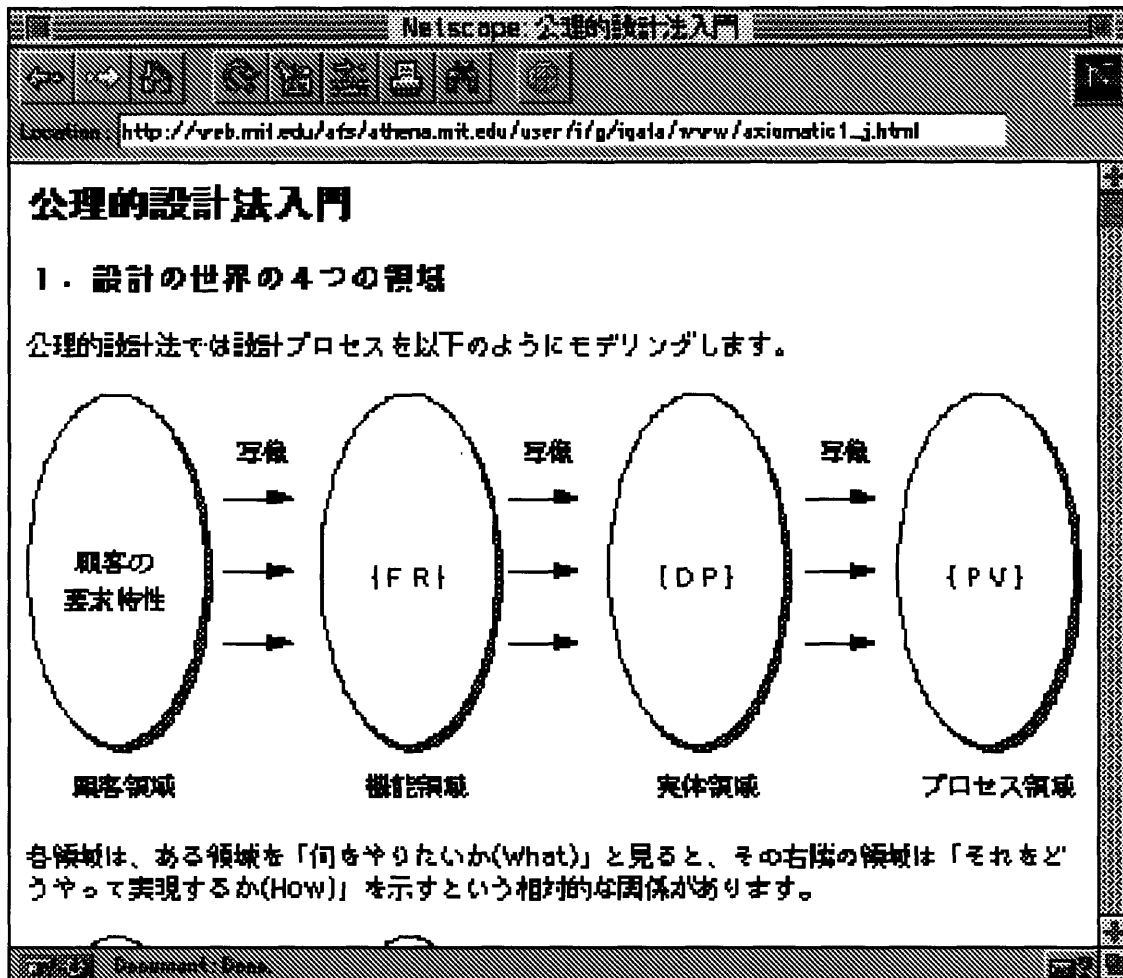 Netscape: 公理的設計法入門
Location: http://web.mit.edu/afs/athena.mit.edu/user/i/g/igata/www/axiomatic1_j.html
公理的設計法入門
1．設計の世界の4つの領域
公理的設計法では設計プロセスを以下のようにモデリングします。
写像 写像 写像
顧客の
要求特性
{FR} {DP} {PV}
顧客領域 機能領域 実体領域 プロセス領域
各領域は、ある領域を「何をやりたいか(What)」と見ると、その右隣の領域は「それをど
うやって実現するか(How)」を示すという相対的な関係があります。
Document: Done.